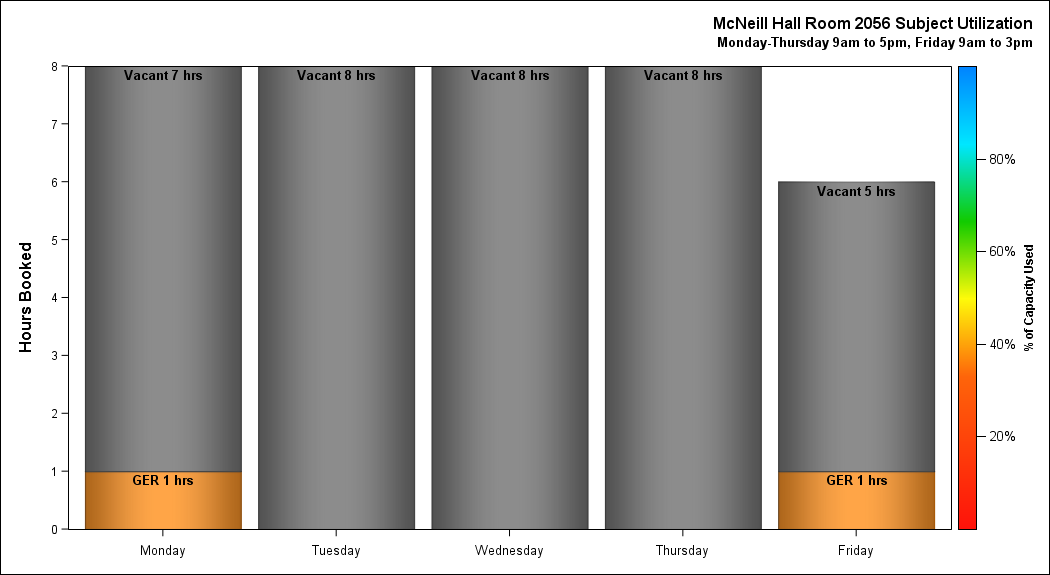 McNeill Hall Room 2056 Subject Utilization
Monday-Thursday 9am to 5pm, Friday 9am to 3pm
Hours Booked
8
7
6
5
4
3
2
1
0
Vacant 7 hrs
Vacant 8 hrs
Vacant 8 hrs
Vacant 8 hrs
Vacant 5 hrs
GER 1 hrs
GER 1 hrs
Monday
Tuesday
Wednesday
Thursday
Friday
80%
60%
40%
20%
% of Capacity Used